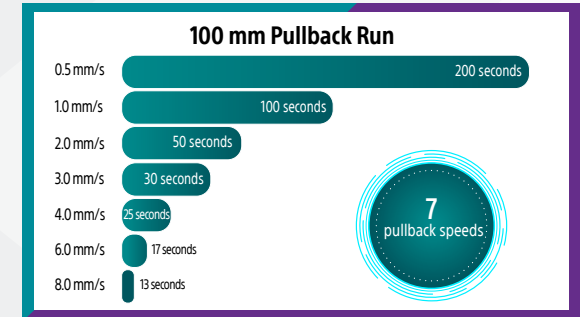 100 mm Pullback Run
0.5 mm/s 200 seconds
1.0 mm/s 100 seconds
2.0 mm/s 50 seconds
3.0 mm/s 30 seconds
4.0 mm/s 25 seconds
6.0 mm/s 17 seconds
8.0 mm/s 13 seconds
7
pullback speeds